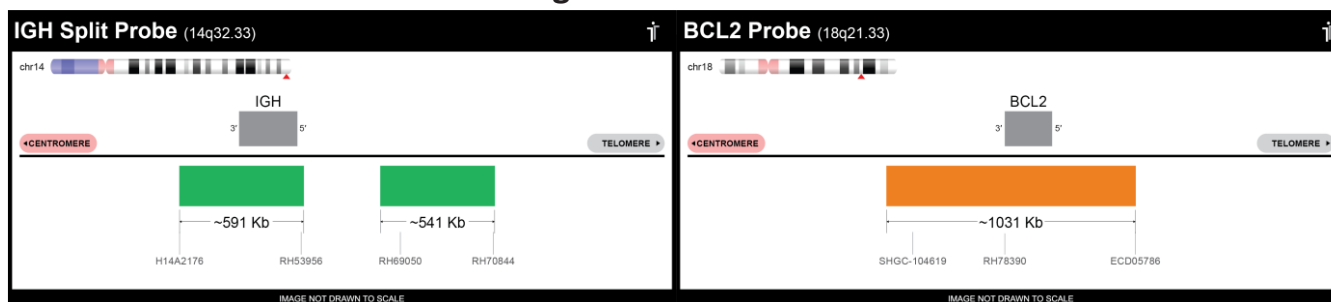 IGH Split Probe (14q32.33)
chr14
IGH
3' 5'
◂CENTROMERE TELOMERE ▸
~591 Kb ~541 Kb
H14A2176 RH53956 RH69050 RH70844
IMAGE NOT DRAWN TO SCALE
BCL2 Probe (18q21.33)
chr18
BCL2
3' 5'
◂CENTROMERE TELOMERE ▸
~1031 Kb
SHGC-104619 RH78390 ECD05786
IMAGE NOT DRAWN TO SCALE